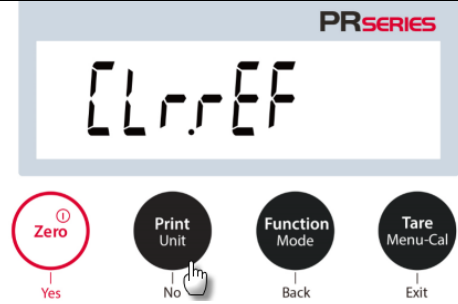 PRSERIES
CLr.rEF
Zero
Print
Unit
Function
Mode
Tare
Menu-Cal
Yes
No
Back
Exit